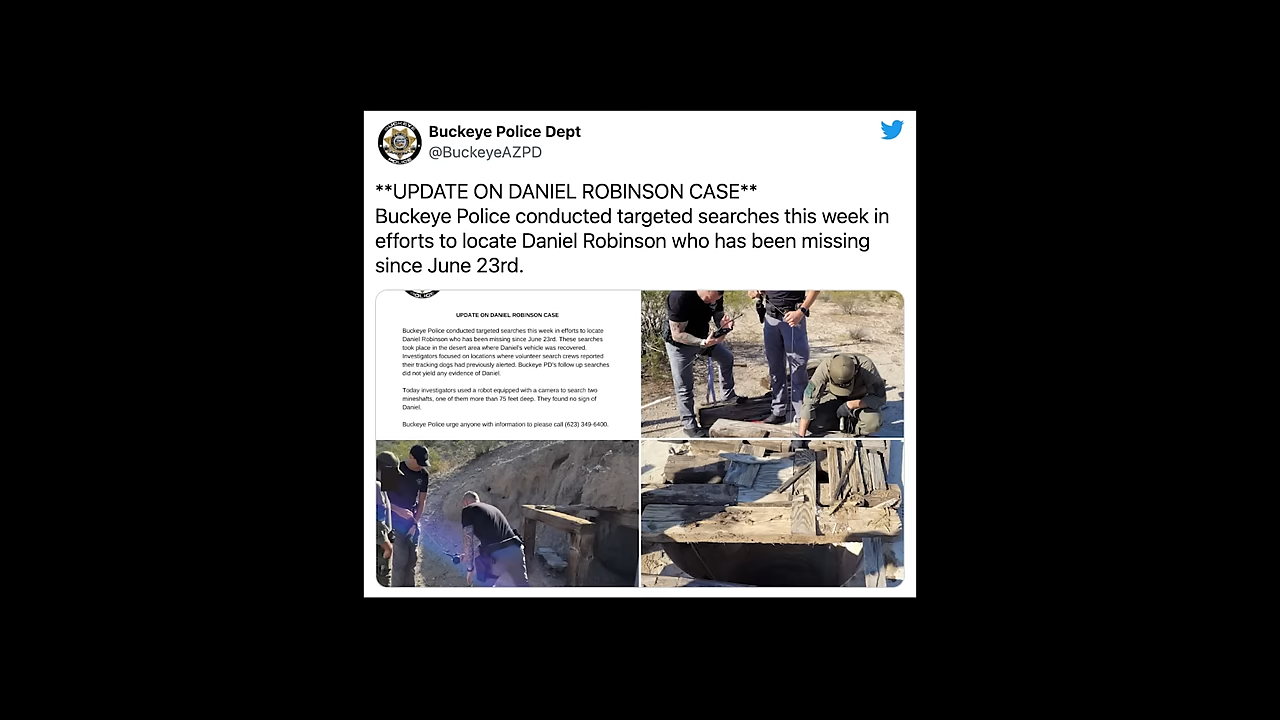 Buckeye Police Dept
@BuckeyeAZPD
**UPDATE ON DANIEL ROBINSON CASE**
Buckeye Police conducted targeted searches this week in
efforts to locate Daniel Robinson who has been missing
since June 23rd.
POLICE
UPDATE ON DANIEL ROBINSON CASE
Buckeye Police conducted targeted searches this week in efforts to locate
Daniel Robinson who has been missing since June 23rd. These searches
took place in the desert area where Daniel's vehicle was recovered.
Investigators focused on locations where volunteer search crews reported
their tracking dogs had previously alerted. Buckeye PD's follow up searches
did not yield any evidence of Daniel.
Today investigators used a robot equipped with a camera to search two
mineshafts, one of them more than 75 feet deep. They found no sign of
Daniel.
Buckeye Police urge anyone with information to please call (623) 349-6400.